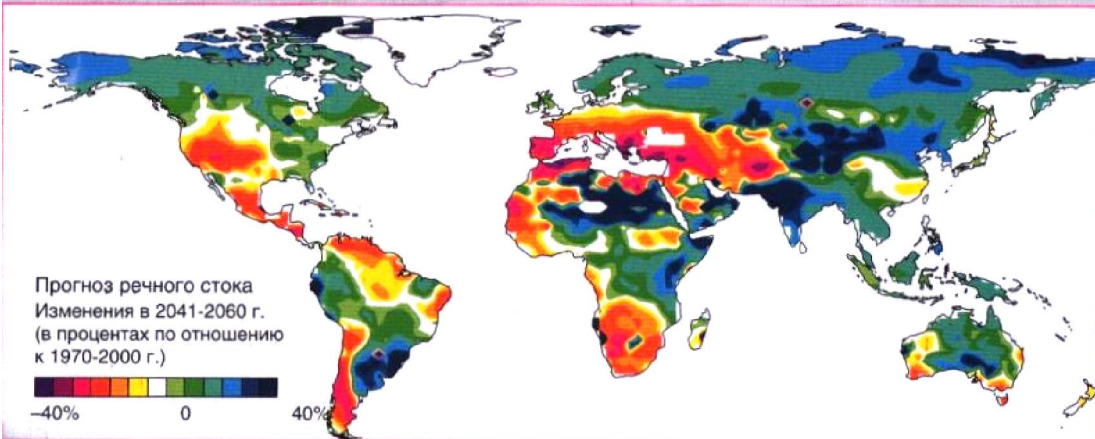 Прогноз речного стока
Изменения в 2041-2060 г.
(в процентах по отношению
к 1970-2000 г.)
–40% 0 40%